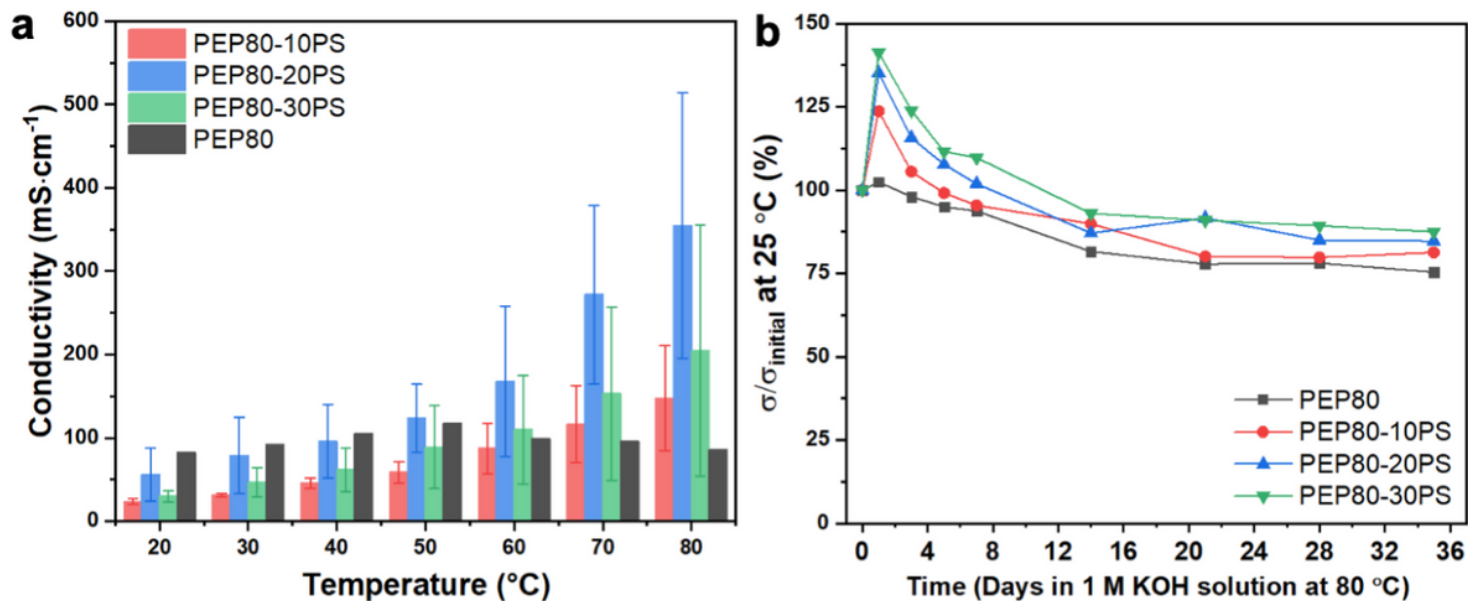 a
600
500
400
300
200
100
0
Conductivity (mS·cm⁻¹)
PEP80-10PS
PEP80-20PS
PEP80-30PS
PEP80
20 30 40 50 60 70 80
Temperature (°C)
b
150
125
100
75
50
25
0
σ/σinitial at 25 °C (%)
PEP80
PEP80-10PS
PEP80-20PS
PEP80-30PS
0 4 8 12 16 20 24 28 32 36
Time (Days in 1 M KOH solution at 80 °C)